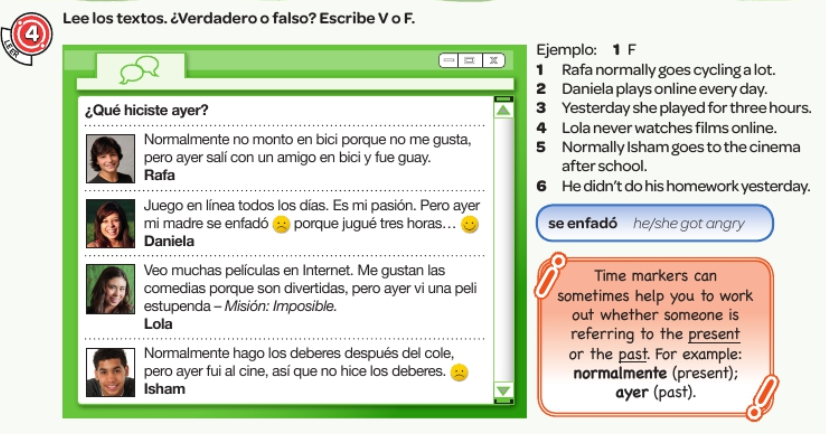 4
LEER
Lee los textos. ¿Verdadero o falso? Escribe V o F.
¿Qué hiciste ayer?
Normalmente no monto en bici porque no me gusta,
pero ayer salí con un amigo en bici y fue guay.
Rafa
Juego en línea todos los días. Es mi pasión. Pero ayer
mi madre se enfadó porque jugué tres horas…
Daniela
Veo muchas películas en Internet. Me gustan las
comedias porque son divertidas, pero ayer vi una peli
estupenda – Misión: Imposible.
Lola
Normalmente hago los deberes después del cole,
pero ayer fui al cine, así que no hice los deberes.
Isham
Ejemplo: 1 F
1 Rafa normally goes cycling a lot.
2 Daniela plays online every day.
3 Yesterday she played for three hours.
4 Lola never watches films online.
5 Normally Isham goes to the cinema
after school.
6 He didn't do his homework yesterday.
se enfadó he/she got angry
Time markers can
sometimes help you to work
out whether someone is
referring to the present
or the past. For example:
normalmente (present);
ayer (past).